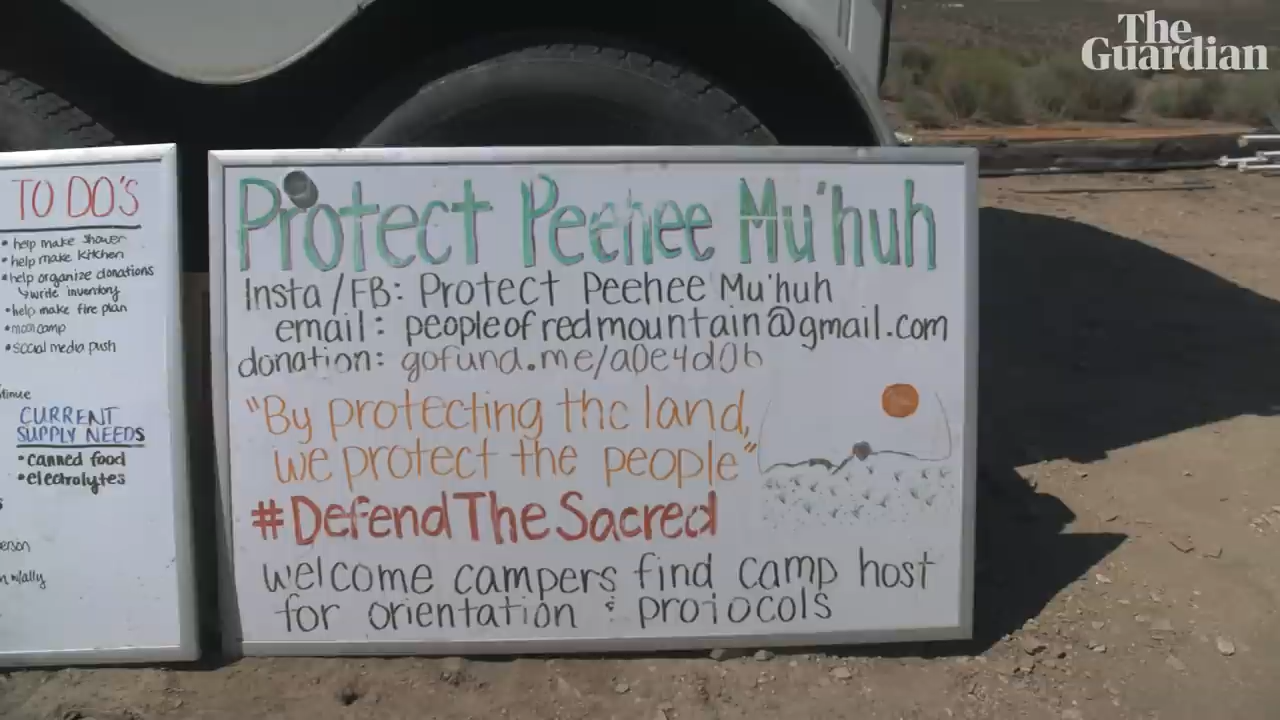 The
Guardian
TO DO'S
• help make shower
• help make kitchen
• help organize donations
write inventory
• help make fire plan
• moon camp
• social media push
CURRENT
SUPPLY NEEDS
• canned food
• electrolytes
Protect Peehee Mu'huh
Insta/FB: Protect Peehee Mu'huh
email: peopleofredmountain@gmail.com
donation: gofund.me/a0e4d0b
"By protecting the land,
we protect the people"
#DefendTheSacred
welcome campers find camp host
for orientation & protocols